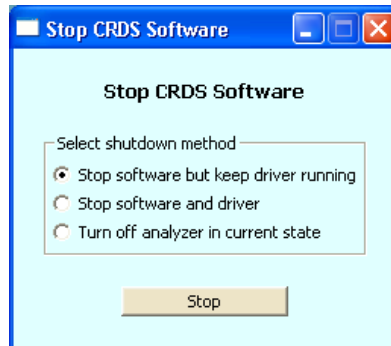 Stop CRDS Software
Stop CRDS Software
Select shutdown method
Stop software but keep driver running
Stop software and driver
Turn off analyzer in current state
Stop